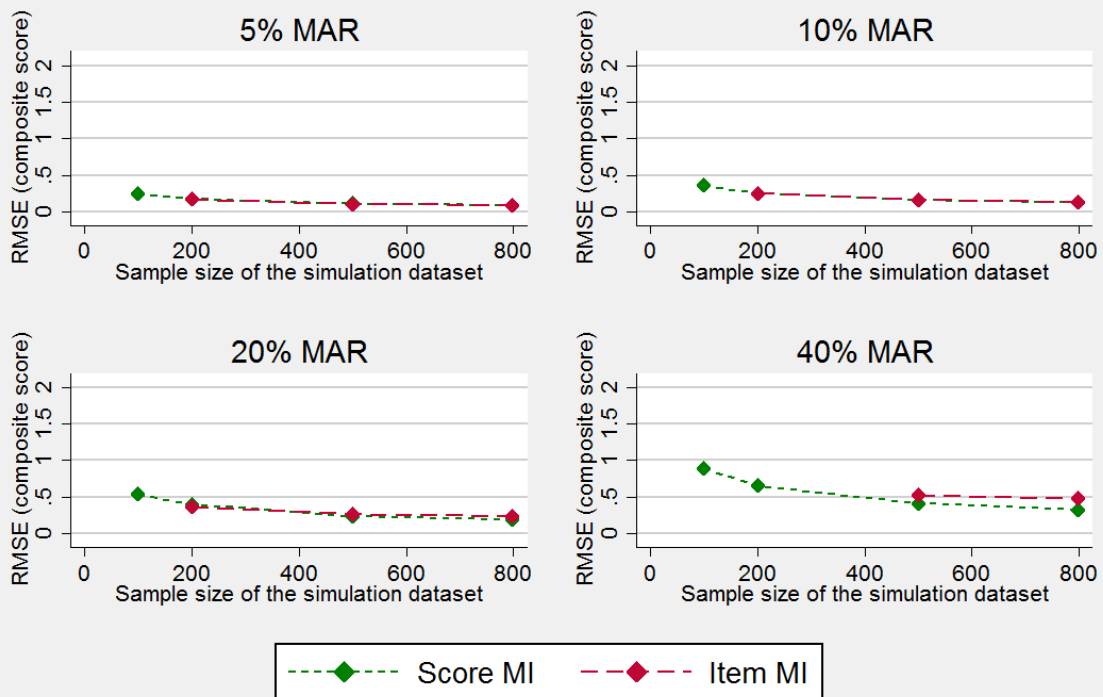 5% MAR
RMSE (composite score)
2
1.5
1
.5
0
0 200 400 600 800
Sample size of the simulation dataset
10% MAR
RMSE (composite score)
2
1.5
1
.5
0
0 200 400 600 800
Sample size of the simulation dataset
20% MAR
RMSE (composite score)
2
1.5
1
.5
0
0 200 400 600 800
Sample size of the simulation dataset
40% MAR
RMSE (composite score)
2
1.5
1
.5
0
0 200 400 600 800
Sample size of the simulation dataset
Score MI Item MI